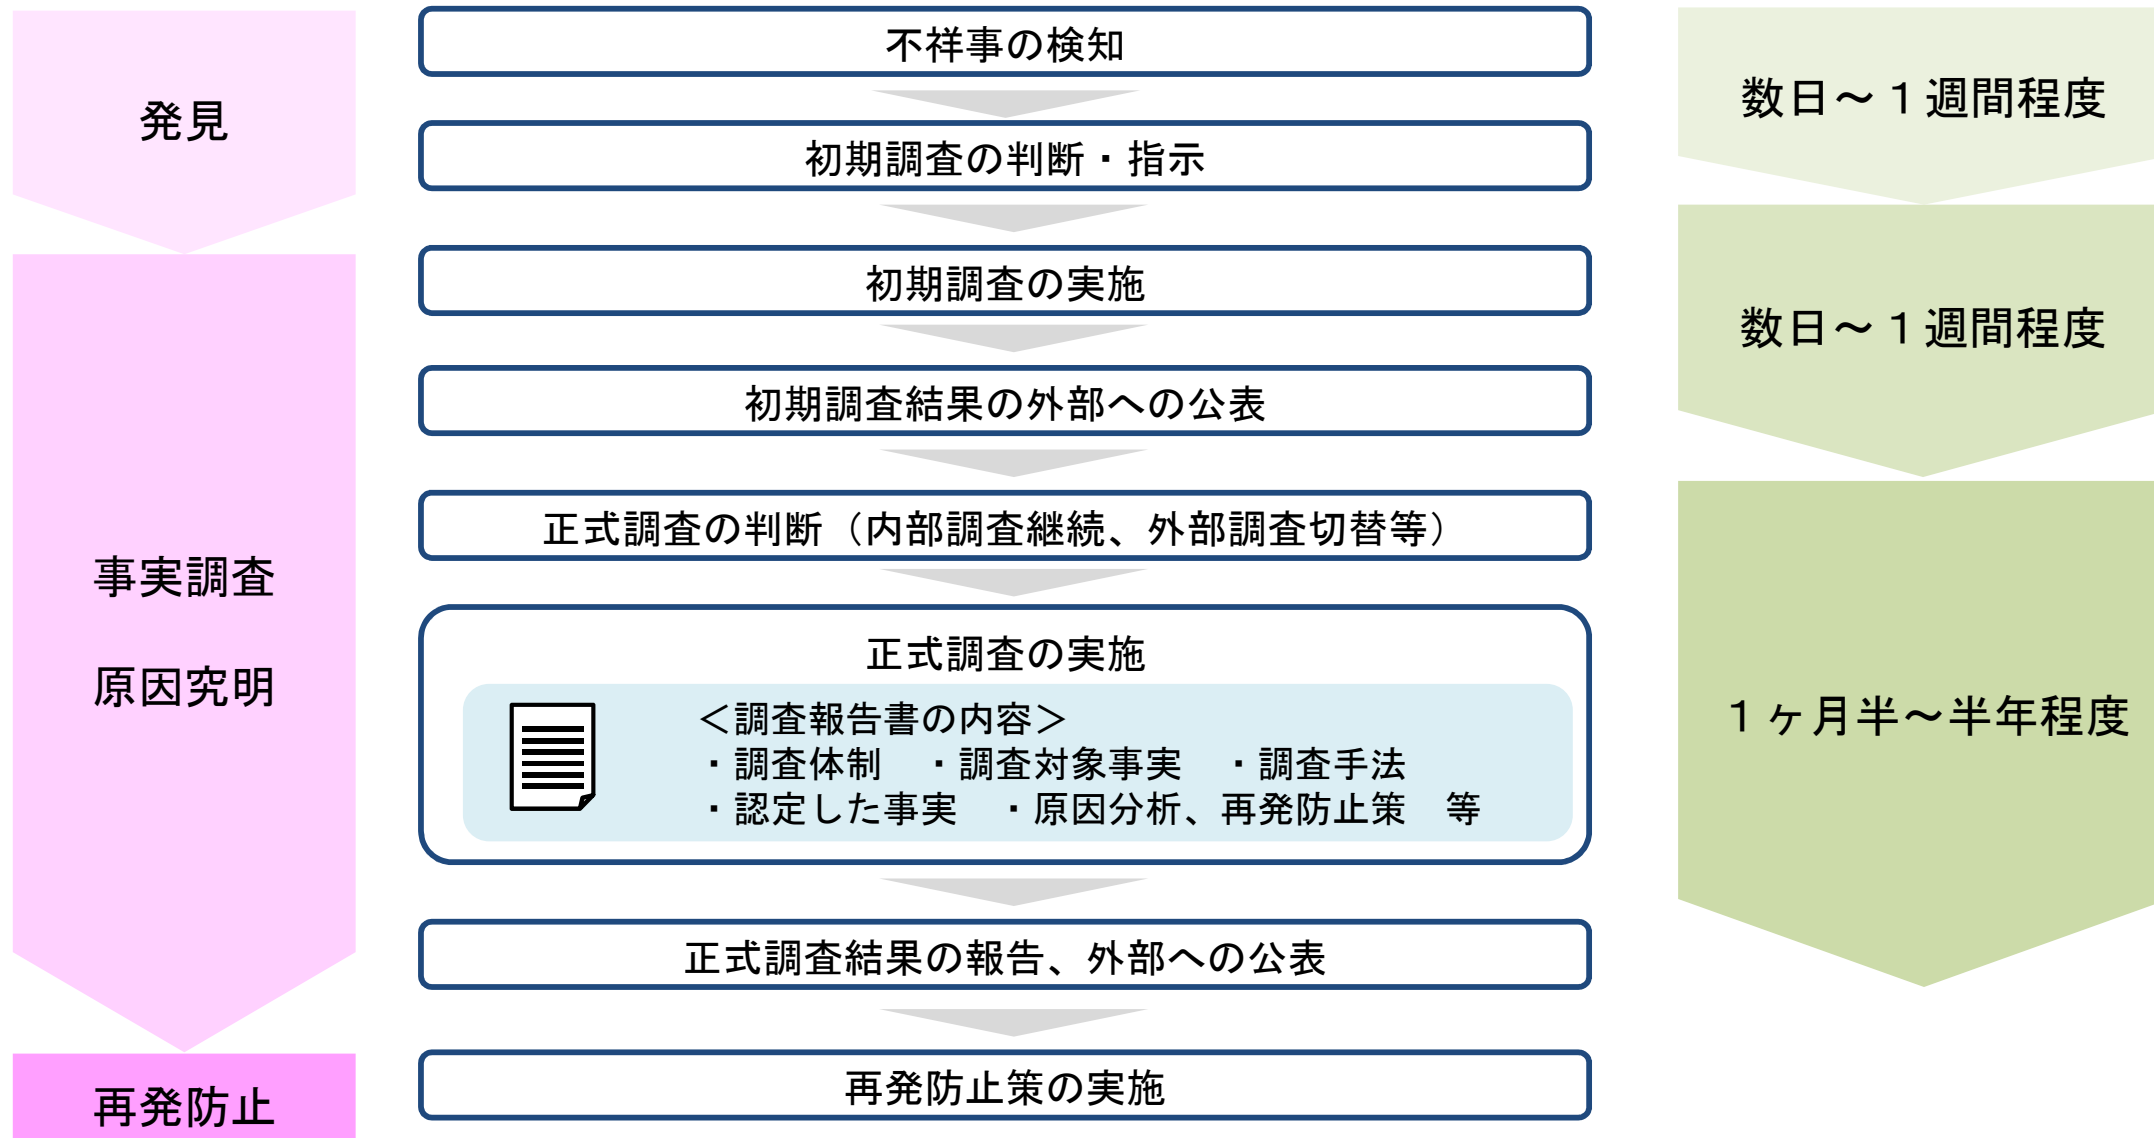 発見
事実調査
原因究明
再発防止
不祥事の検知
初期調査の判断・指示
初期調査の実施
初期調査結果の外部への公表
正式調査の判断（内部調査継続、外部調査切替等）
正式調査の実施
＜調査報告書の内容＞
・調査体制　・調査対象事実　・調査手法
・認定した事実　・原因分析、再発防止策　等
正式調査結果の報告、外部への公表
再発防止策の実施
数日～１週間程度
数日～１週間程度
１ヶ月半～半年程度